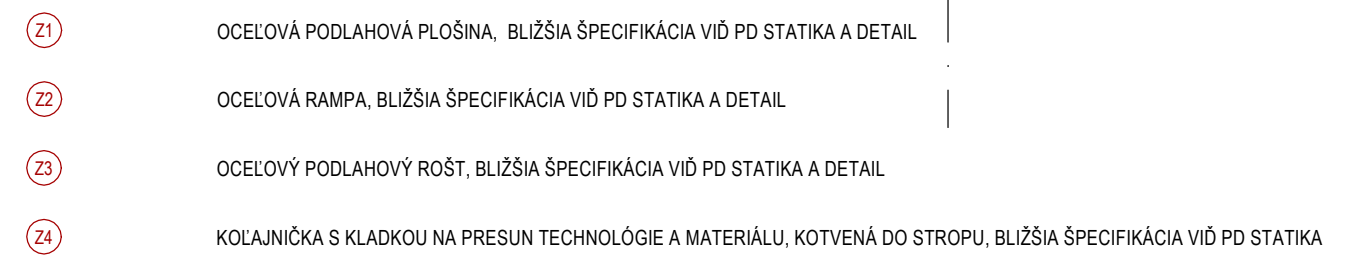 Z1 OCEĽOVÁ PODLAHOVÁ PLOŠINA, BLIŽŠIA ŠPECIFIKÁCIA VIĎ PD STATIKA A DETAIL
Z2 OCEĽOVÁ RAMPA, BLIŽŠIA ŠPECIFIKÁCIA VIĎ PD STATIKA A DETAIL
Z3 OCEĽOVÝ PODLAHOVÝ ROŠT, BLIŽŠIA ŠPECIFIKÁCIA VIĎ PD STATIKA A DETAIL
Z4 KOĽAJNIČKA S KLADKOU NA PRESUN TECHNOLÓGIE A MATERIÁLU, KOTVENÁ DO STROPU, BLIŽŠIA ŠPECIFIKÁCIA VIĎ PD STATIKA